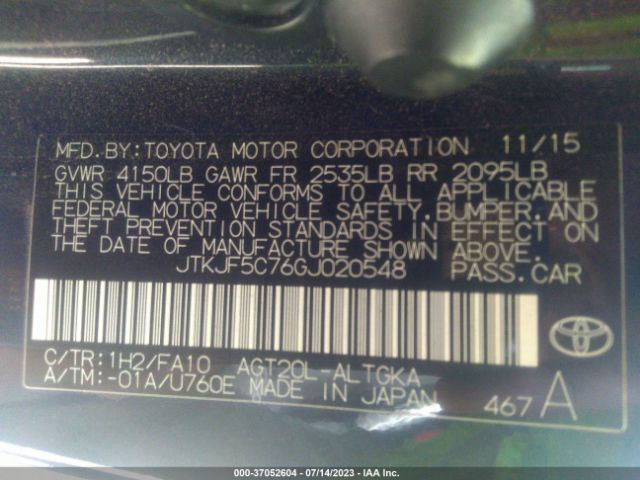 MFD.BY:TOYOTA MOTOR CORPORATION 11/15
GVWR 4150LB GAWR FR 2535LB RR 2095LB
THIS VEHICLE CONFORMS TO ALL APPLICABLE
FEDERAL MOTOR VEHICLE SAFETY,BUMPER,AND
THEFT PREVENTION STANDARDS IN EFFECT ON
THE DATE OF MANUFACTURE SHOWN ABOVE.
JTKJF5C76GJ020548 PASS.CAR
C/TR:1H2/FA10 AGT20L-ALTGKA
A/TM:-01A/U760E MADE IN JAPAN 467 A
000-37052604 - 07/14/2023 - IAA Inc.